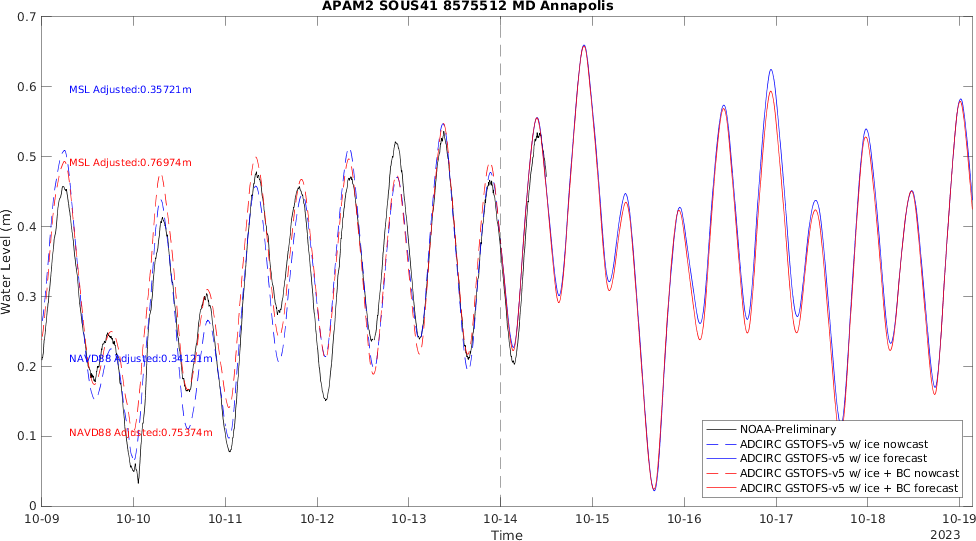 APAM2 SOUS41 8575512 MD Annapolis
0.7
0.6
0.5
0.4
0.3
0.2
0.1
0
Water Level (m)
MSL Adjusted:0.35721m
MSL Adjusted:0.76974m
NAVD88 Adjusted:0.34121m
NAVD88 Adjusted:0.75374m
NOAA-Preliminary
ADCIRC GSTOFS-v5 w/ ice nowcast
ADCIRC GSTOFS-v5 w/ ice forecast
ADCIRC GSTOFS-v5 w/ ice + BC nowcast
ADCIRC GSTOFS-v5 w/ ice + BC forecast
10-09 10-10 10-11 10-12 10-13 10-14 10-15 10-16 10-17 10-18 10-19
Time
2023